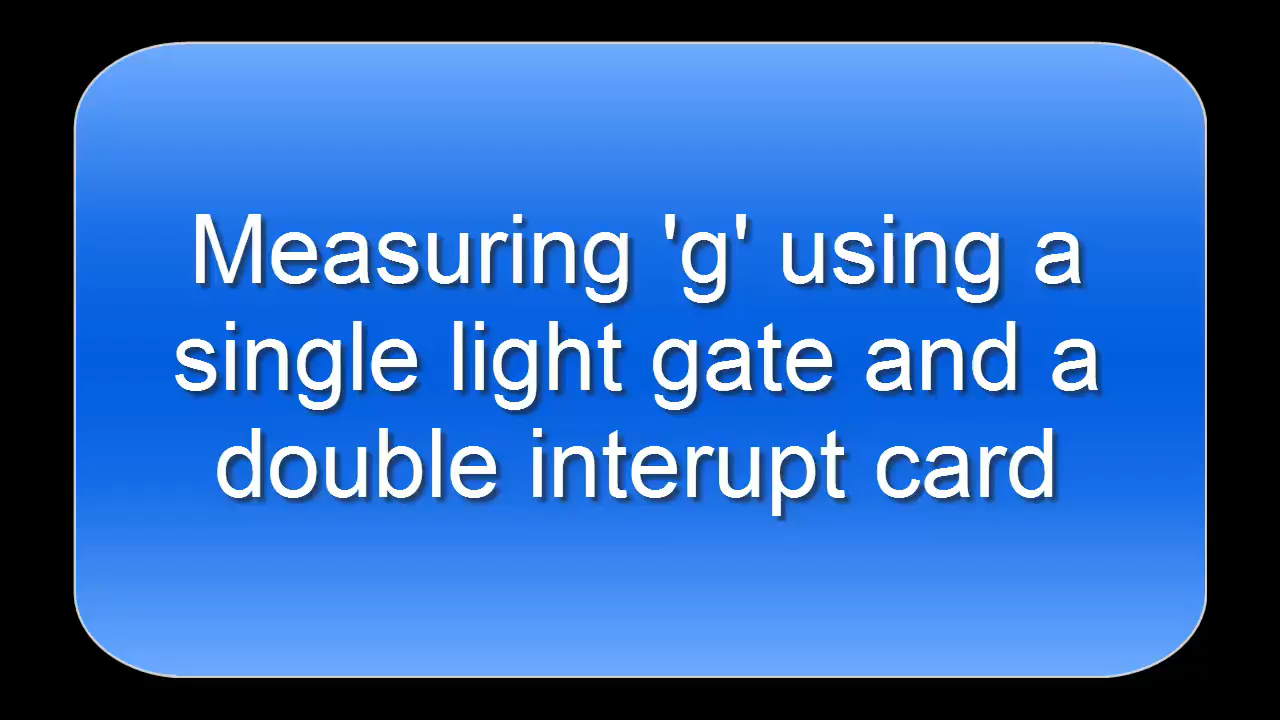 Measuring 'g' using a
single light gate and a
double interupt card